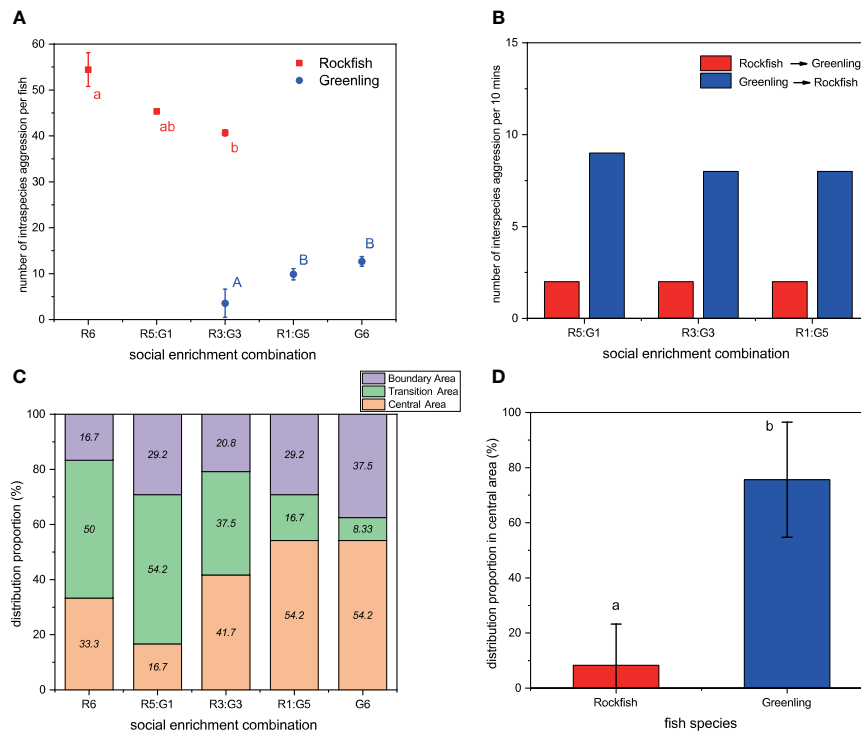 A
number of intraspecies aggression per fish
60
50
40
30
20
10
0
Rockfish
Greenling
a
ab
b
A
B
B
R6 R5:G1 R3:G3 R1:G5 G6
social enrichment combination
B
number of interspecies aggression per 10 mins
15
10
5
0
Rockfish → Greenling
Greenling → Rockfish
R5:G1 R3:G3 R1:G5
social enrichment combination
C
Boundary Area
Transition Area
Central Area
distribution proportion (%)
100
80
60
40
20
0
16.7 29.2 20.8 29.2 37.5
50 54.2 37.5 16.7 8.33
33.3 16.7 41.7 54.2 54.2
R6 R5:G1 R3:G3 R1:G5 G6
social enrichment combination
D
distribution proportion in central area (%)
100
80
60
40
20
0
a
b
Rockfish Greenling
fish species